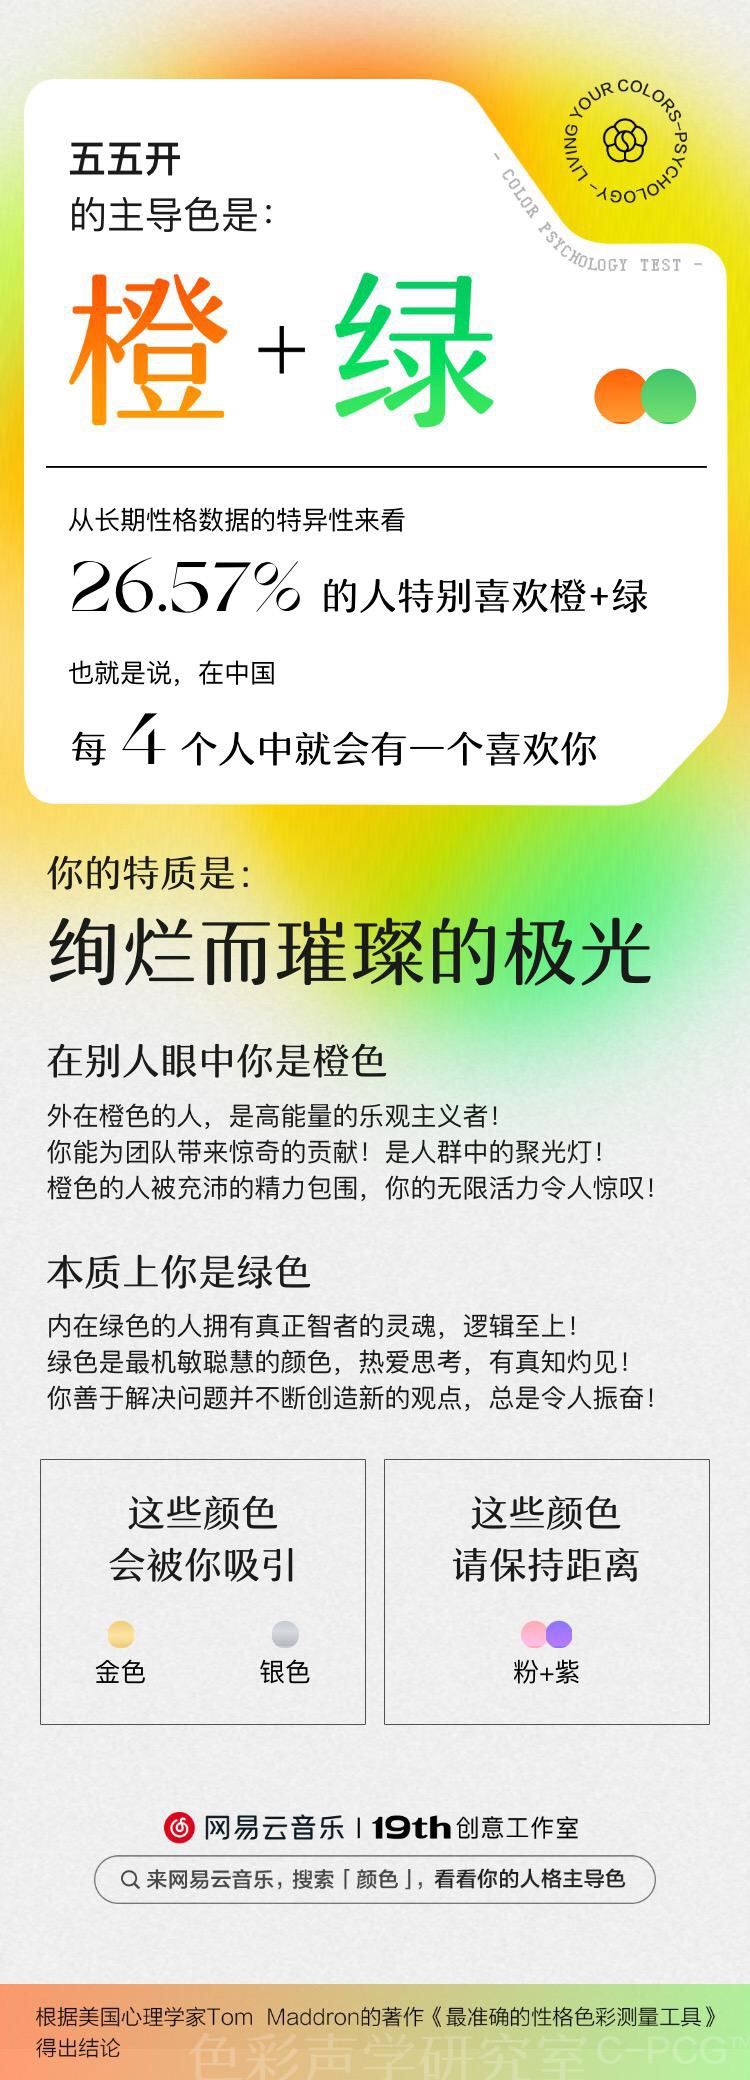 五五开
的主导色是：
橙+绿
LIVING YOUR COLORS-PSYCHOLOGY-
- COLOR PSYCHOLOGY TEST -
从长期性格数据的特异性来看
26.57% 的人特别喜欢橙+绿
也就是说，在中国
每 4 个人中就会有一个喜欢你
你的特质是：
绚烂而璀璨的极光
在别人眼中你是橙色
外在橙色的人，是高能量的乐观主义者！
你能为团队带来惊奇的贡献！是人群中的聚光灯！
橙色的人被充沛的精力包围，你的无限活力令人惊叹！
本质上你是绿色
内在绿色的人拥有真正智者的灵魂，逻辑至上！
绿色是最机敏聪慧的颜色，热爱思考，有真知灼见！
你善于解决问题并不断创造新的观点，总是令人振奋！
这些颜色
会被你吸引
金色 银色
这些颜色
请保持距离
粉+紫
网易云音乐 | 19th创意工作室
来网易云音乐，搜索「颜色」，看看你的人格主导色
根据美国心理学家Tom Maddron的著作《最准确的性格色彩测量工具》
得出结论
色彩声学研究室 C-PCG™